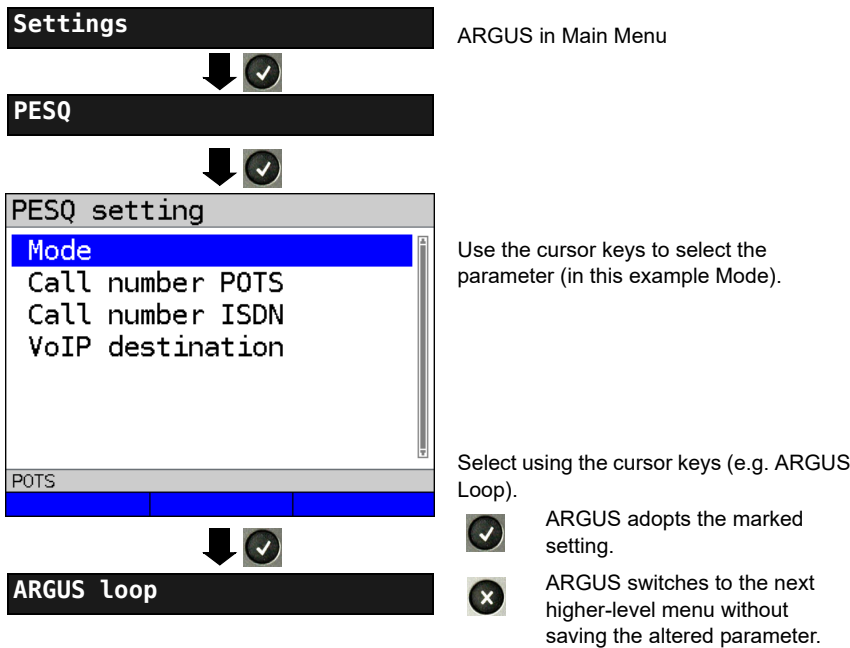 Settings
ARGUS in Main Menu
PESQ
PESQ setting
Mode
Call number POTS
Call number ISDN
VoIP destination
POTS
Use the cursor keys to select the
parameter (in this example Mode).
Select using the cursor keys (e.g. ARGUS
Loop).
ARGUS adopts the marked
setting.
ARGUS loop
ARGUS switches to the next
higher-level menu without
saving the altered parameter.